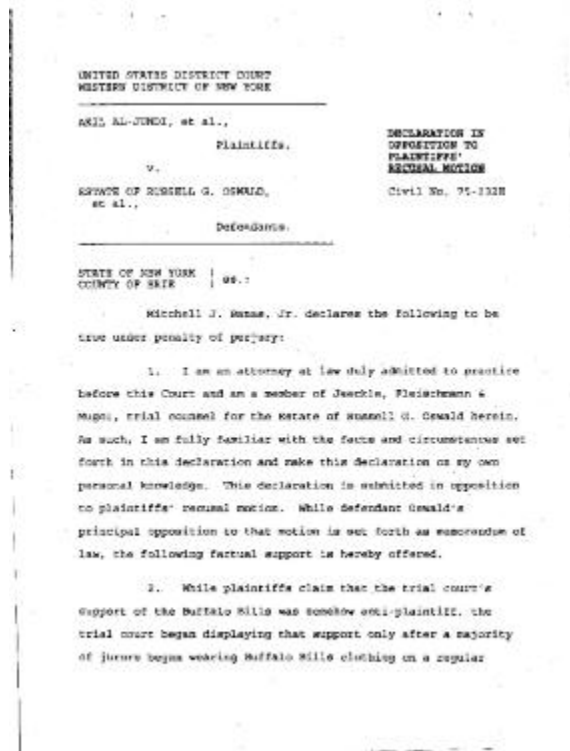 UNITED STATES DISTRICT COURT
WESTERN DISTRICT OF NEW YORK
AKIL AL-JUNDI, et al.,
Plaintiffs,
v.
ESTATE OF RUSSELL G. OSWALD,
et al.,
Defendants.
DECLARATION IN
OPPOSITION TO
PLAINTIFFS'
RECUSAL MOTION
Civil No. 75-132E
STATE OF NEW YORK
COUNTY OF ERIE
SS.:
Mitchell J. Banas, Jr. declares the following to be
true under penalty of perjury:
1. I am an attorney at law duly admitted to practice
before this Court and am a member of Jaeckle, Fleischmann &
Mugel, trial counsel for the Estate of Russell G. Oswald herein.
As such, I am fully familiar with the facts and circumstances set
forth in this declaration and make this declaration on my own
personal knowledge. This declaration is submitted in opposition
to plaintiffs' recusal motion. While defendant Oswald's
principal opposition to that motion is set forth as memorandum of
law, the following factual support is hereby offered.
2. While plaintiffs claim that the trial court's
support of the Buffalo Bills was somehow anti-plaintiff, the
trial court began displaying that support only after a majority
of jurors began wearing Buffalo Bills clothing on a regular